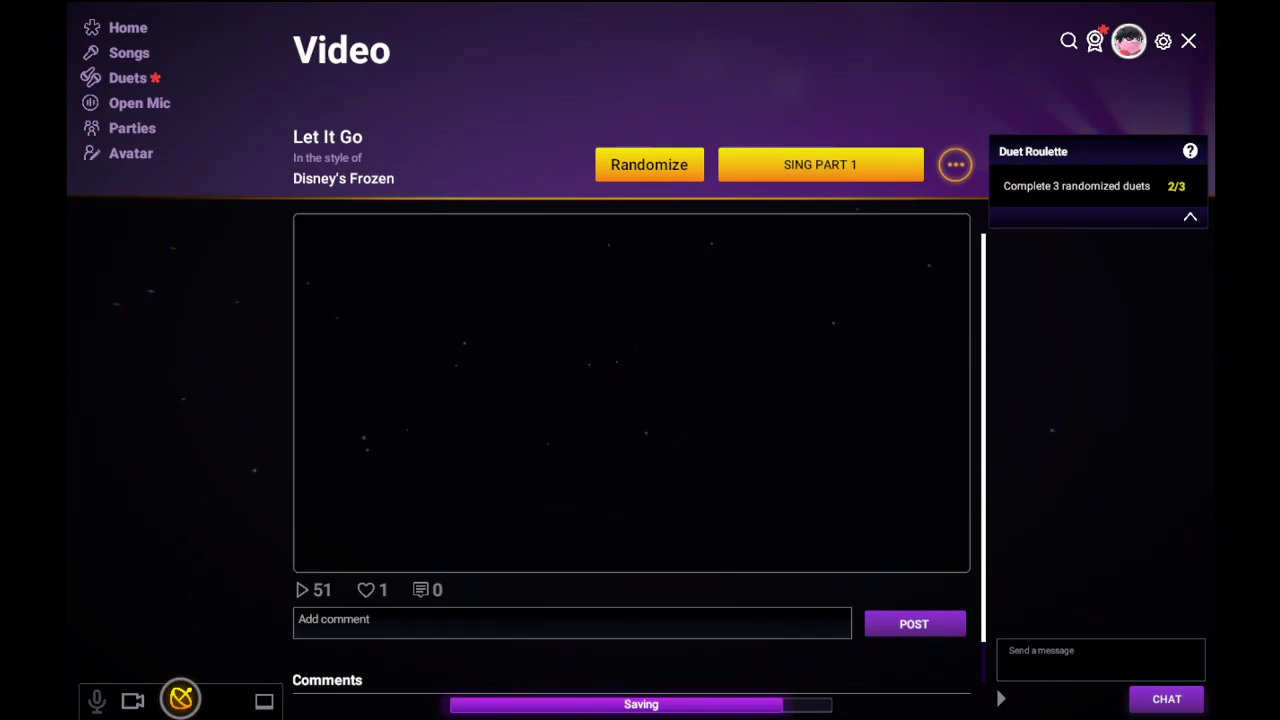 Home
Songs
Duets *
Open Mic
Parties
Avatar
Video
Let It Go
In the style of
Disney's Frozen
Randomize
SING PART 1
Duet Roulette
?
Complete 3 randomized duets 2/3
51
1
0
Add comment
POST
Comments
Saving
Send a message
CHAT